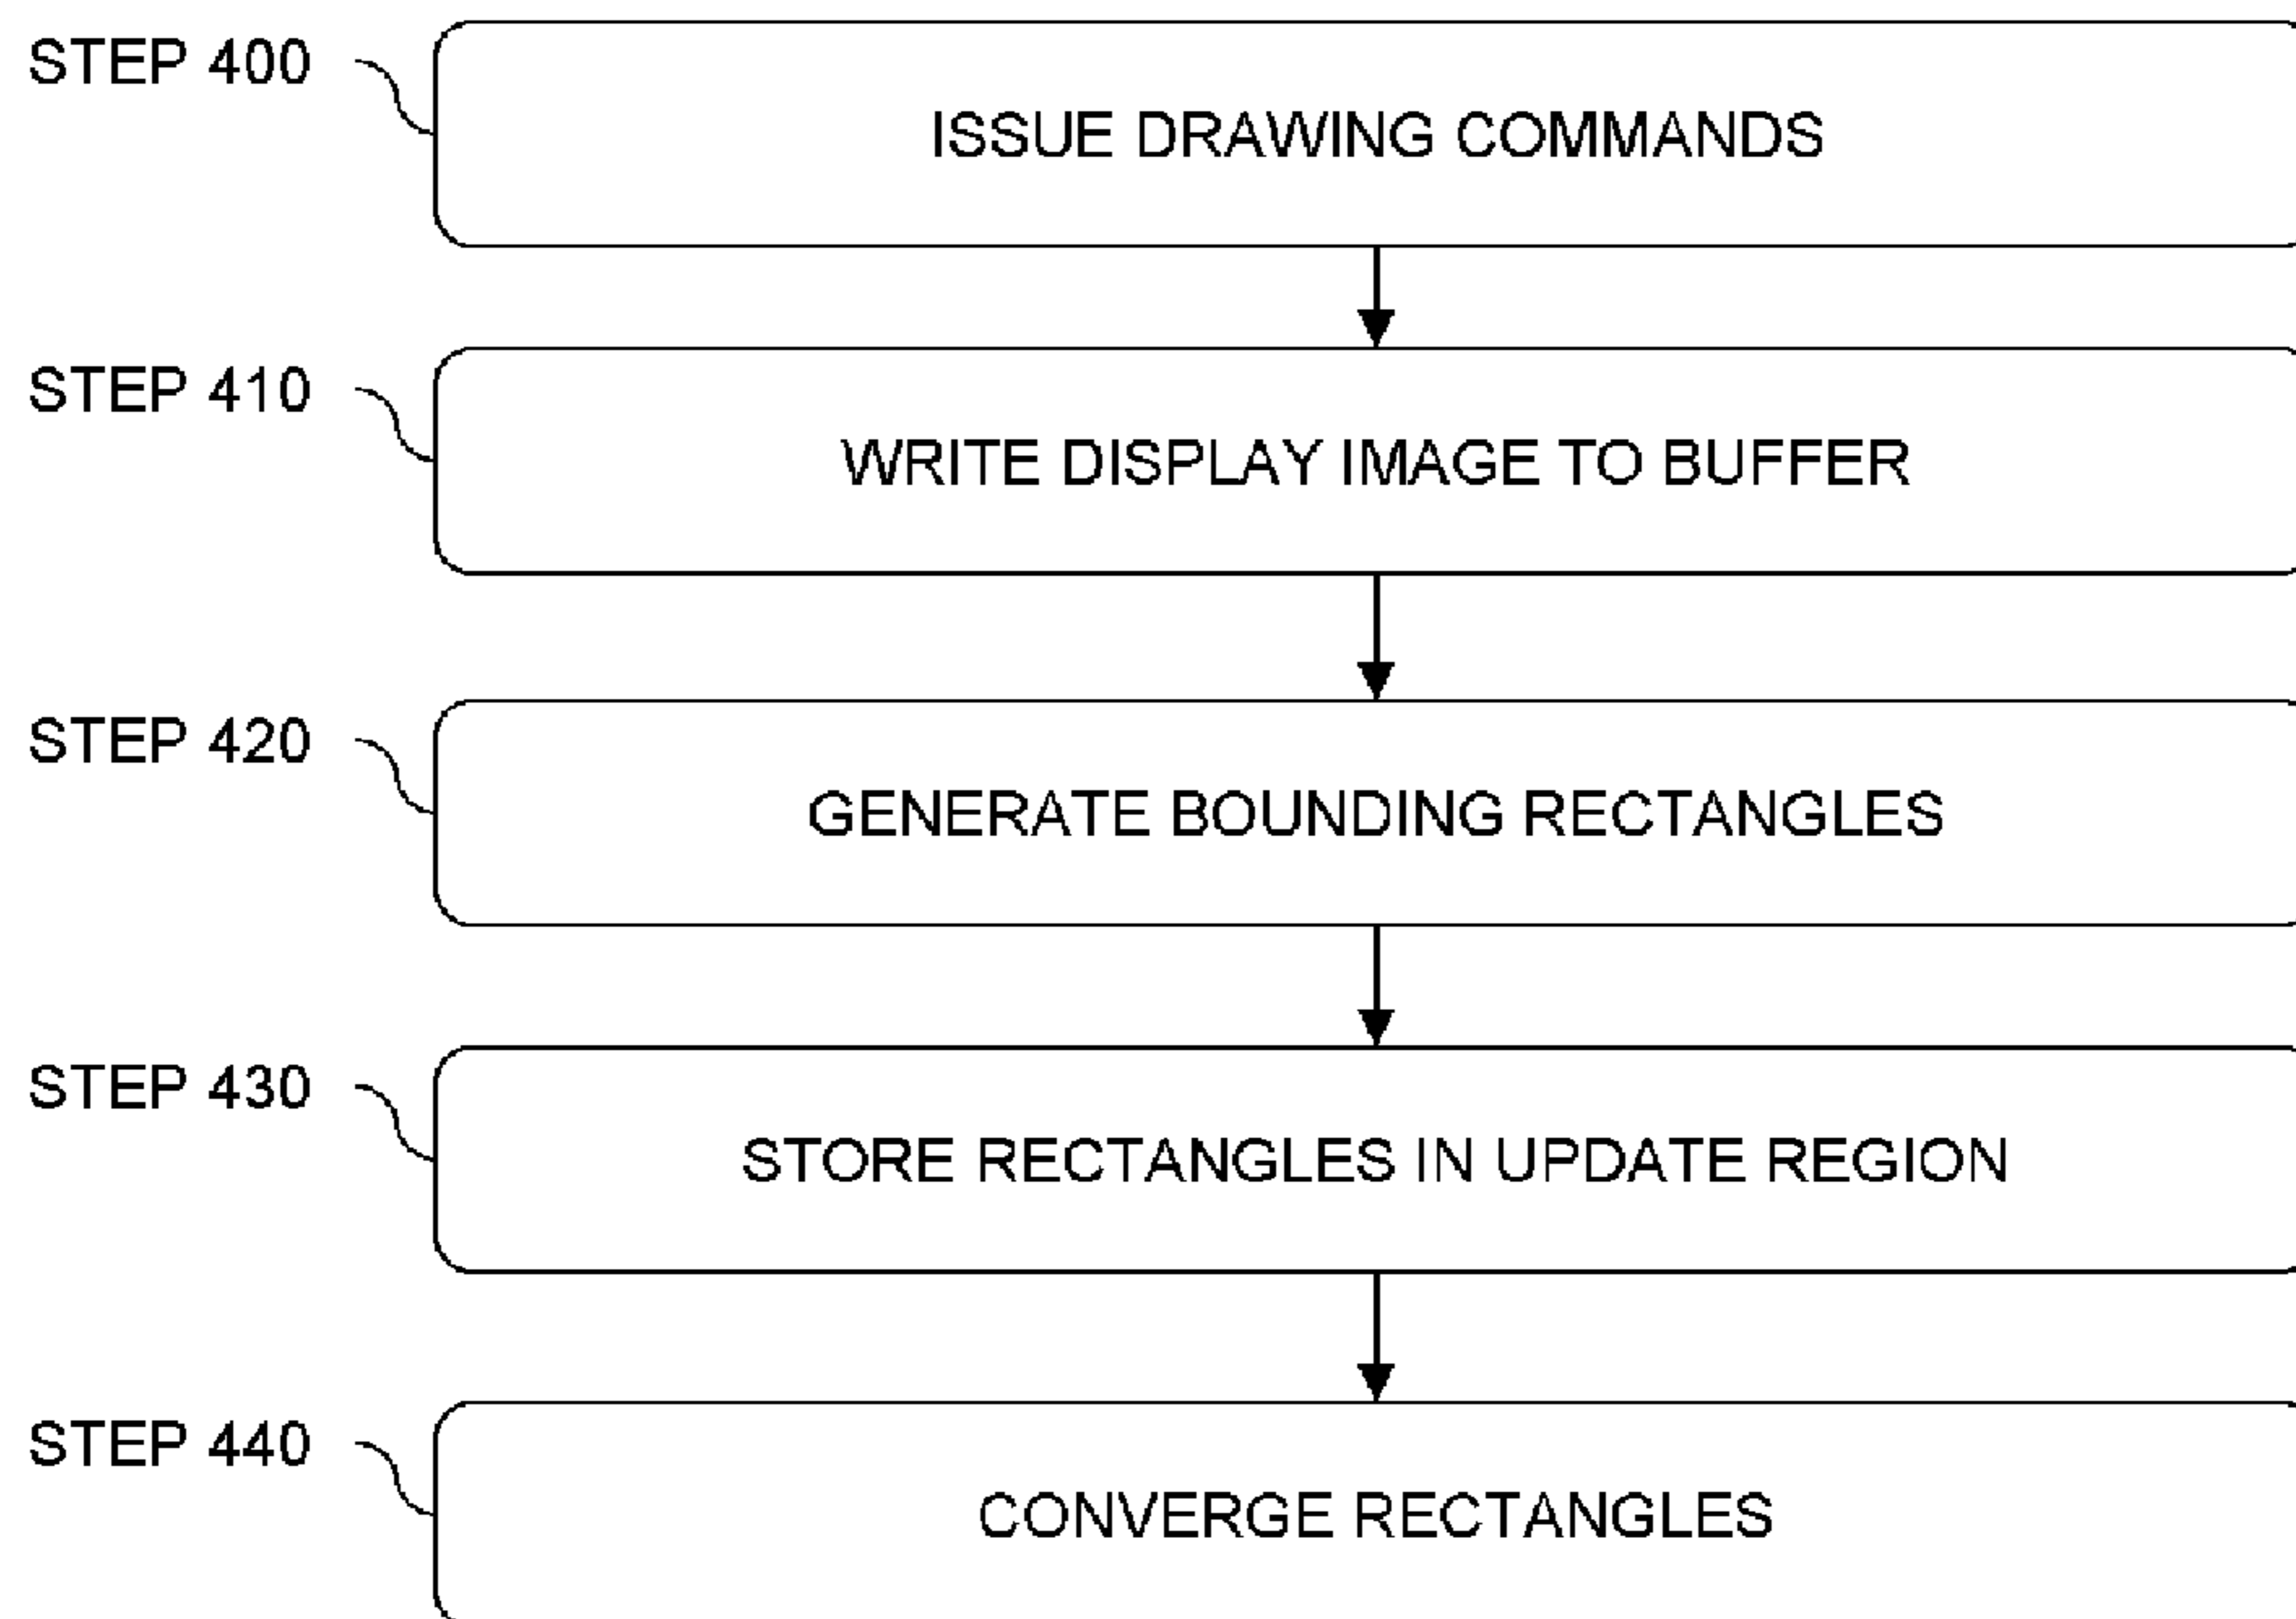 STEP 400
ISSUE DRAWING COMMANDS
STEP 410
WRITE DISPLAY IMAGE TO BUFFER
STEP 420
GENERATE BOUNDING RECTANGLES
STEP 430
STORE RECTANGLES IN UPDATE REGION
STEP 440
CONVERGE RECTANGLES